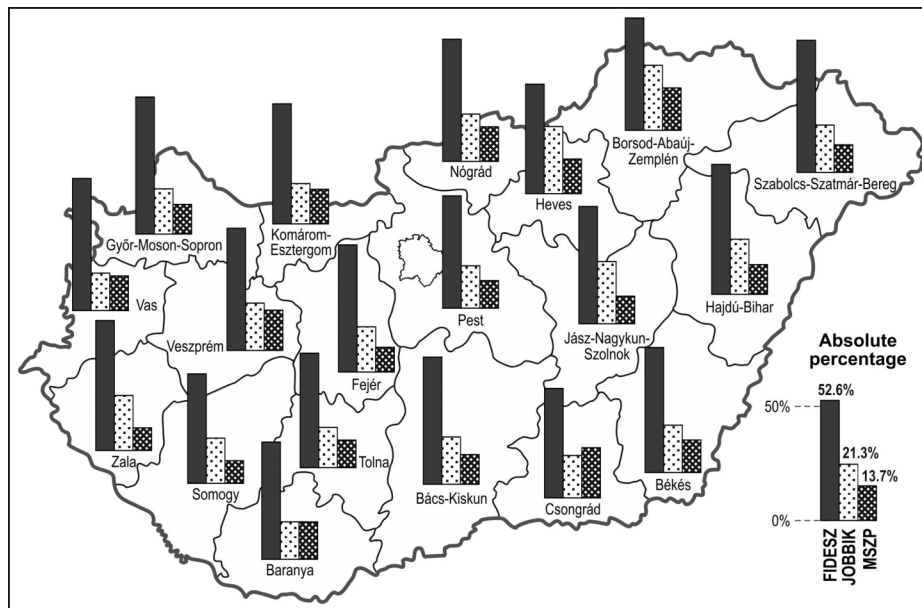 Nógrád
Heves
Borsod-Abaúj-
Zemplén
Szabolcs-Szatmár-Bereg
Győr-Moson-Sopron
Komárom-
Esztergom
Vas
Veszprém
Fejér
Pest
Jász-Nagykun-
Szolnok
Hajdú-Bihar
Zala
Somogy
Tolna
Baranya
Bács-Kiskun
Csongrád
Békés
Absolute
percentage
52.6%
50%
21.3%
13.7%
0%
FIDESZ
JOBBIK
MSZP